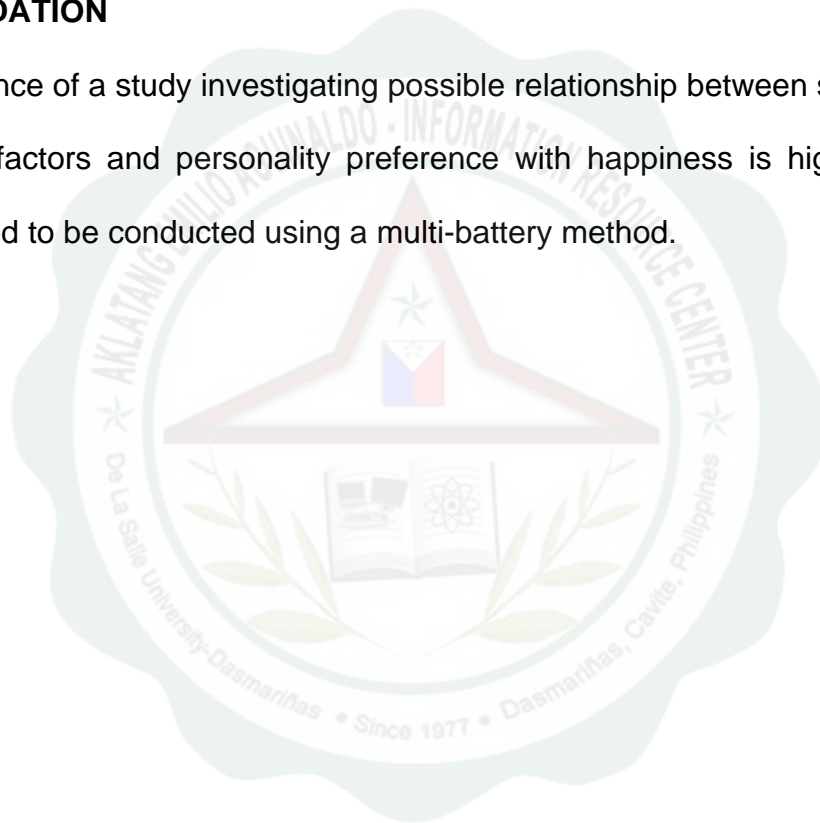 DATION
nce of a study investigating possible relationship between s
factors and personality preference with happiness is hig
d to be conducted using a multi-battery method.
AKLATANG EMILIO AGUINALDO - INFORMATION RESOURCE CENTER
De La Salle University-Dasmariñas • Since 1977 • Dasmariñas, Cavite, Philippines